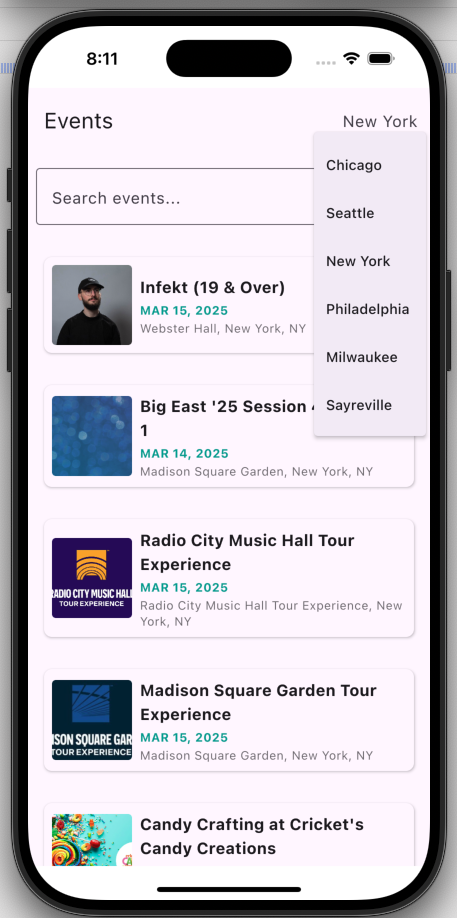 8:11
Events
New York
Chicago
Seattle
New York
Philadelphia
Milwaukee
Sayreville
Search events...
Infekt (19 & Over)
MAR 15, 2025
Webster Hall, New York, NY
Big East '25 Session
1
MAR 14, 2025
Madison Square Garden, New York, NY
RADIO CITY MUSIC HALL
TOUR EXPERIENCE
Radio City Music Hall Tour
Experience
MAR 15, 2025
Radio City Music Hall Tour Experience, New
York, NY
ISON SQUARE GAR
TOUR EXPERIENCE
Madison Square Garden Tour
Experience
MAR 15, 2025
Madison Square Garden, New York, NY
Candy Crafting at Cricket's
Candy Creations